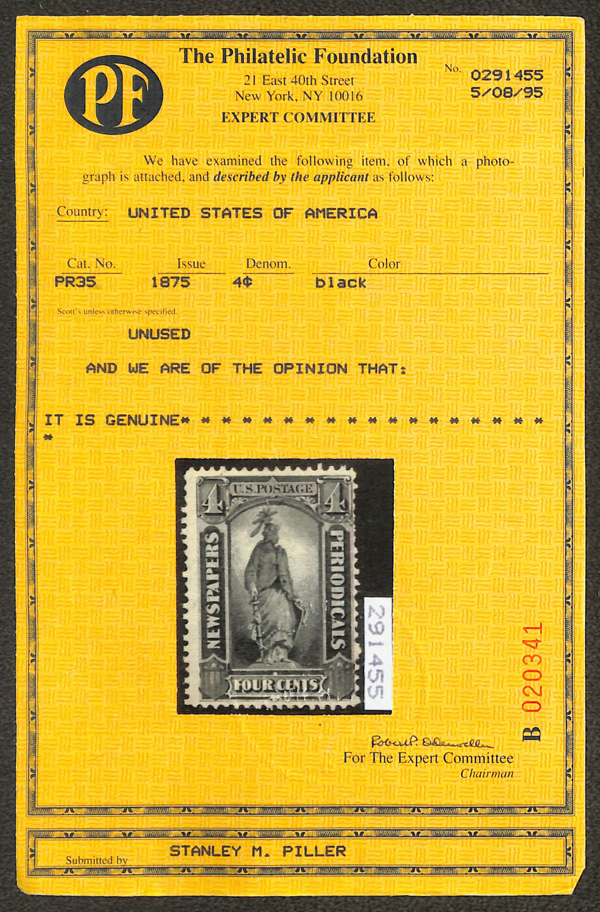 PF
The Philatelic Foundation
21 East 40th Street
New York, NY 10016
EXPERT COMMITTEE
No. 0291455
5/08/95
We have examined the following item, of which a photo-
graph is attached, and described by the applicant as follows:
Country: UNITED STATES OF AMERICA
Cat. No. Issue Denom. Color
PR35 1875 4¢ black
Scott's unless otherwise specified.
UNUSED
AND WE ARE OF THE OPINION THAT:
IT IS GENUINE* * * * * * * * * * * * * * * * * *
*
4 U.S. POSTAGE 4
NEWSPAPERS
PERIODICALS
FOUR CENTS
291455
B 020341
For The Expert Committee
Chairman
Submitted by STANLEY M. PILLER